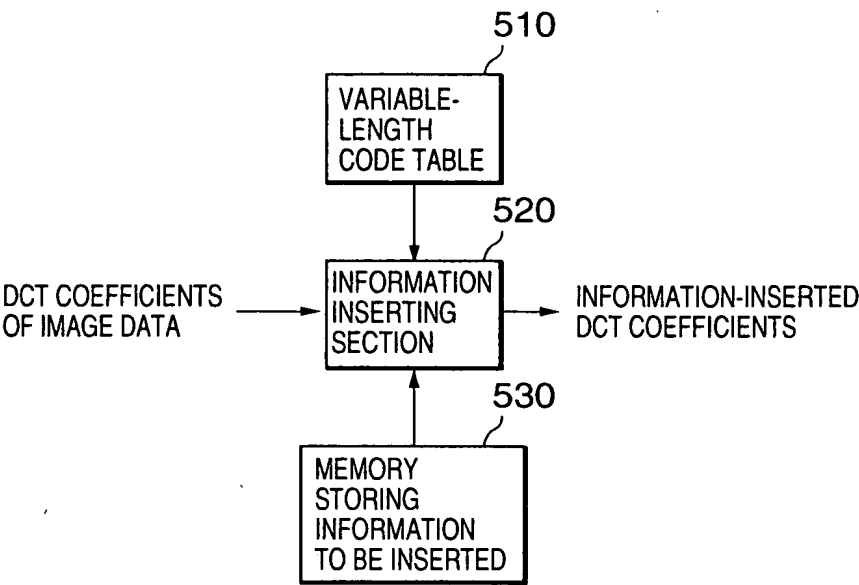 510
VARIABLE-
LENGTH
CODE TABLE
520
DCT COEFFICIENTS
OF IMAGE DATA
INFORMATION
INSERTING
SECTION
INFORMATION-INSERTED
DCT COEFFICIENTS
530
MEMORY
STORING
INFORMATION
TO BE INSERTED